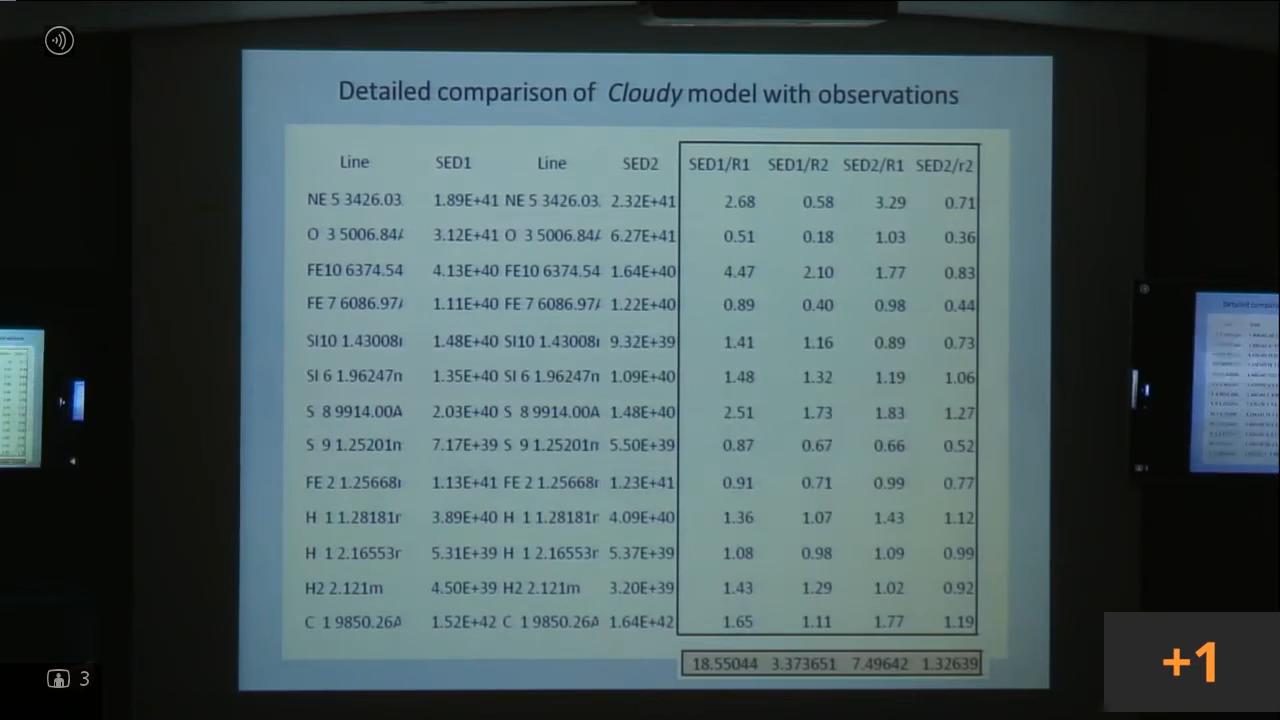 Detailed comparison of Cloudy model with observations
Line SED1 Line SED2 SED1/R1 SED1/R2 SED2/R1 SED2/r2
NE 5 3426.03 1.89E+41 NE 5 3426.03. 2.32E+41 2.68 0.58 3.29 0.71
O 3 5006.84/ 3.12E+41 O 3 5006.84/ 6.27E+41 0.51 0.18 1.03 0.36
FE10 6374.54 4.13E+40 FE10 6374.54 1.64E+40 4.47 2.10 1.77 0.83
FE 7 6086.97/ 1.11E+40 FE 7 6086.97/ 1.22E+40 0.89 0.40 0.98 0.44
SI10 1.43008r 1.48E+40 SI10 1.43008r 9.32E+39 1.41 1.16 0.89 0.73
SI 6 1.96247n 1.35E+40 SI 6 1.96247n 1.09E+40 1.48 1.32 1.19 1.06
S 8 9914.00A 2.03E+40 S 8 9914.00A 1.48E+40 2.51 1.73 1.83 1.27
S 9 1.25201n 7.17E+39 S 9 1.25201n 5.50E+39 0.87 0.67 0.66 0.52
FE 2 1.25668r 1.13E+41 FE 2 1.25668r 1.23E+41 0.91 0.71 0.99 0.77
H 1 1.28181r 3.89E+40 H 1 1.28181r 4.09E+40 1.36 1.07 1.43 1.12
H 1 2.16553r 5.31E+39 H 1 2.16553r 5.37E+39 1.08 0.98 1.09 0.99
H2 2.121m 4.50E+39 H2 2.121m 3.20E+39 1.43 1.29 1.02 0.92
C 1 9850.26A 1.52E+42 C 1 9850.26A 1.64E+42 1.65 1.11 1.77 1.19
18.55044 3.373651 7.49642 1.32639
3
+1